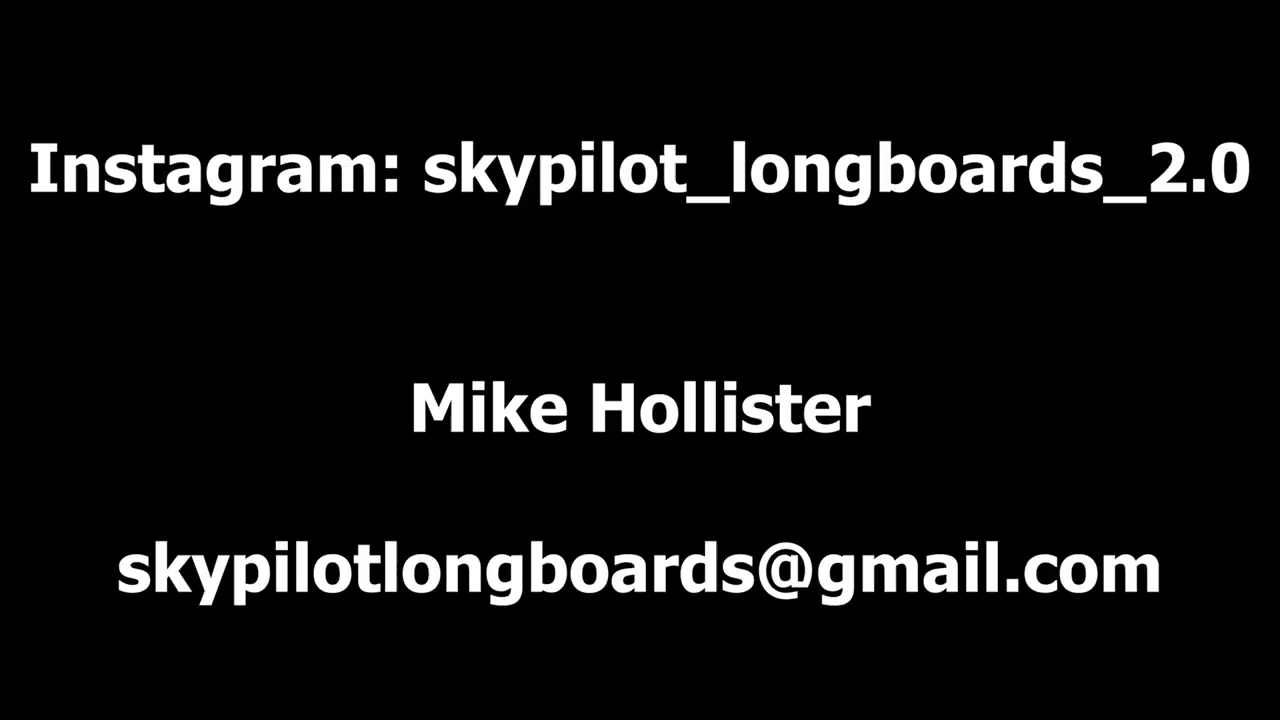 Instagram: skypilot_longboards_2.0
Mike Hollister
skypilotlongboards@gmail.com